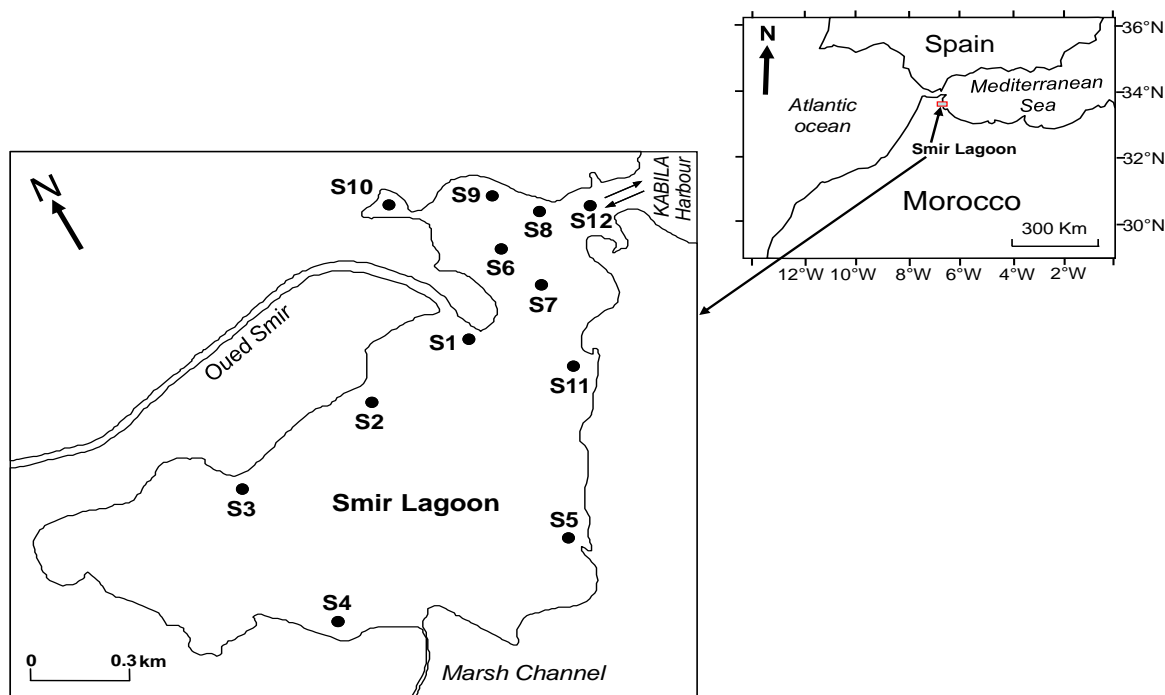 N
Spain
Mediterranean
Sea
Atlantic
ocean
Smir Lagoon
Morocco
300 Km
36°N
34°N
32°N
30°N
12°W 10°W 8°W 6°W 4°W 2°W
N
S10
S9
S8
S12
KABILA
Harbour
S6
S7
Oued Smir
S1
S11
S2
S3
Smir Lagoon
S5
S4
0 0.3 km
Marsh Channel